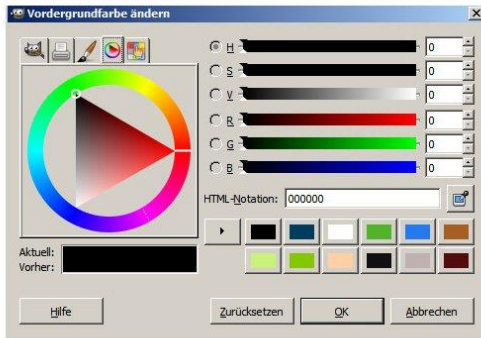 Vordergrundfarbe ändern
H 0
S 0
V 0
R 0
G 0
B 0
HTML-Notation: 000000
Aktuell:
Vorher:
Hilfe Zurücksetzen OK Abbrechen